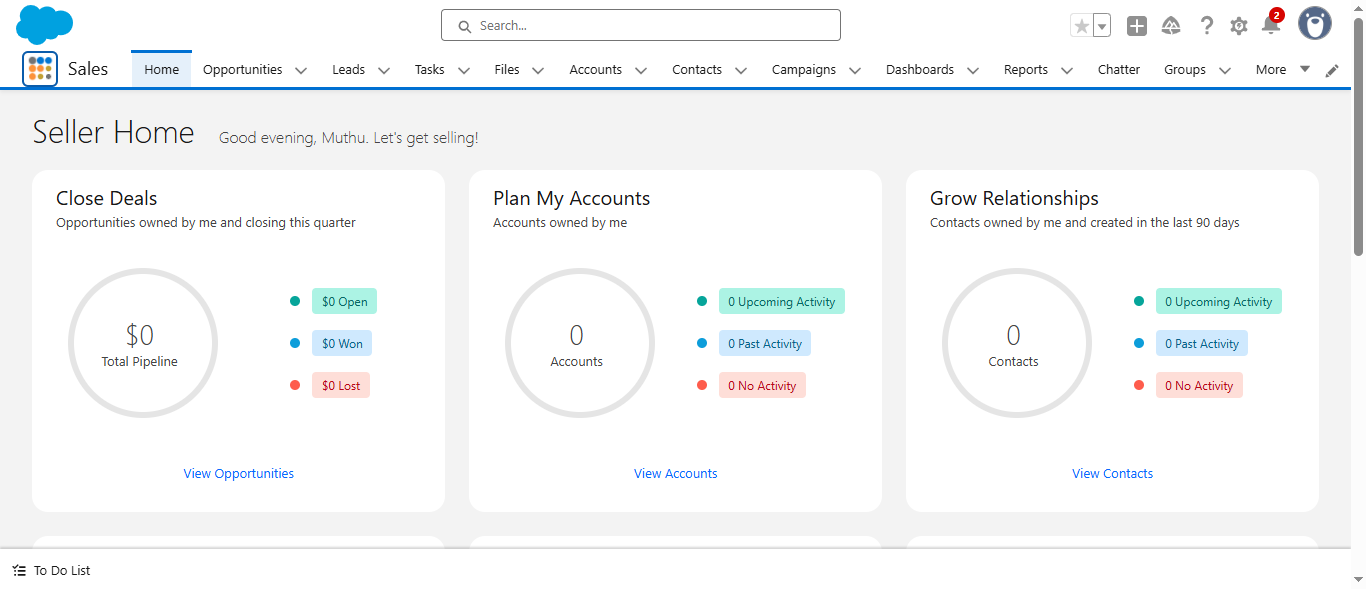 Search...
2
Sales
Home Opportunities Leads Tasks Files Accounts Contacts Campaigns Dashboards Reports Chatter Groups More
Seller Home Good evening, Muthu. Let's get selling!
Close Deals
Opportunities owned by me and closing this quarter
$0
Total Pipeline
$0 Open
$0 Won
$0 Lost
View Opportunities
Plan My Accounts
Accounts owned by me
0
Accounts
0 Upcoming Activity
0 Past Activity
0 No Activity
View Accounts
Grow Relationships
Contacts owned by me and created in the last 90 days
0
Contacts
0 Upcoming Activity
0 Past Activity
0 No Activity
View Contacts
To Do List